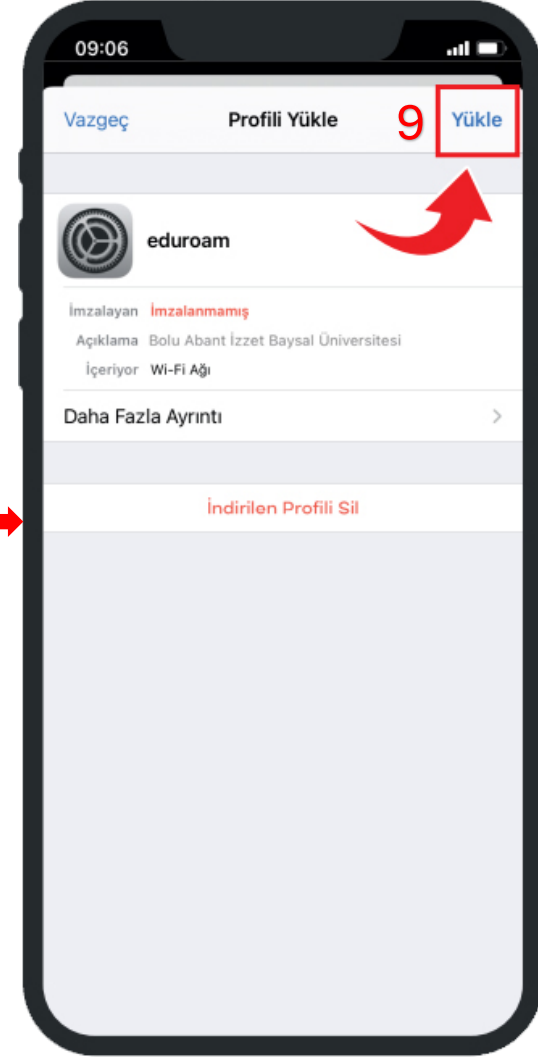 09:06
Vazgeç Profili Yükle 9 Yükle
eduroam
İmzalayan İmzalanmamış
Açıklama Bolu Abant İzzet Baysal Üniversitesi
İçeriyor Wi-Fi Ağı
Daha Fazla Ayrıntı
İndirilen Profili Sil